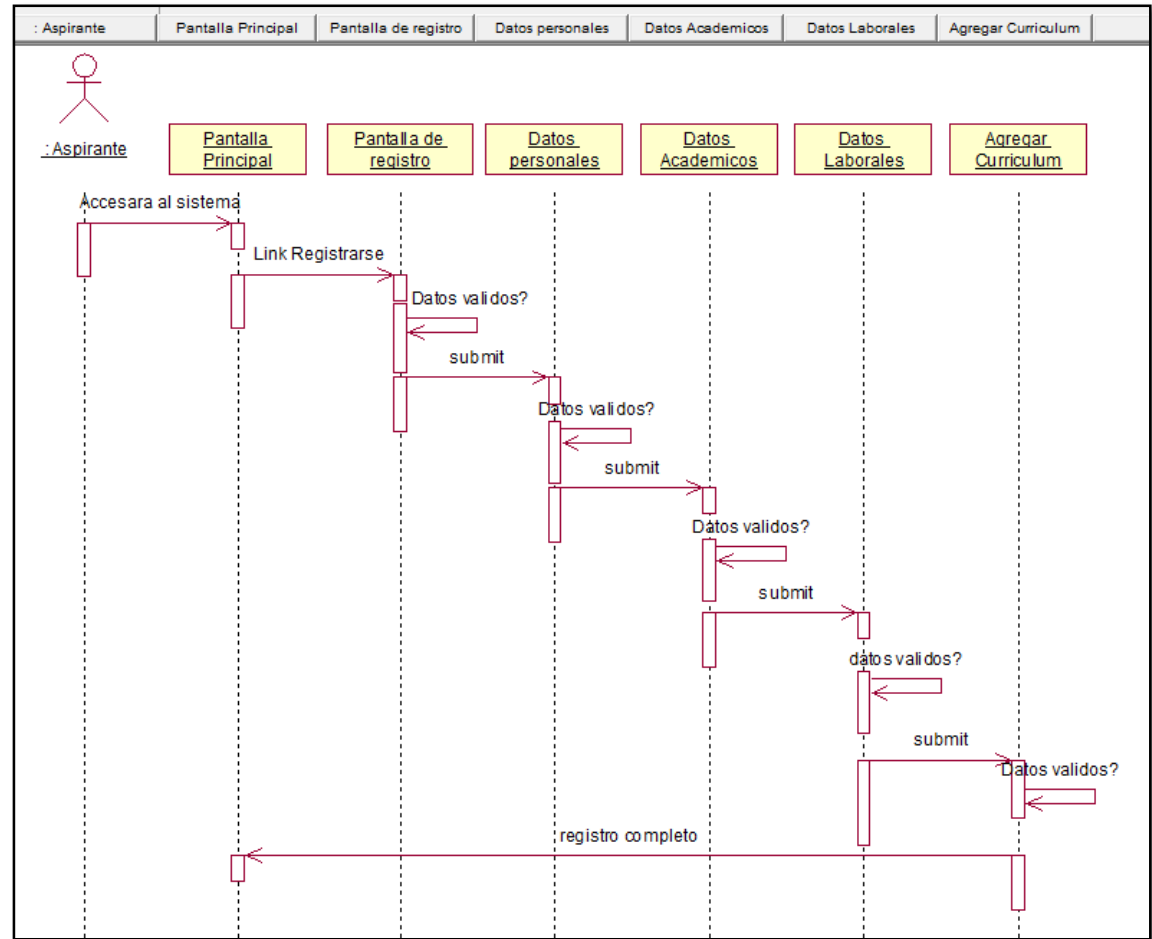 : Aspirante
Pantalla Principal
Pantalla de registro
Datos personales
Datos Academicos
Datos Laborales
Agregar Curriculum
: Aspirante
Pantalla
Principal
Pantalla de
registro
Datos
personales
Datos
Academicos
Datos
Laborales
Agregar
Curriculum
Accesara al sistema
Link Registrarse
Datos validos?
submit
Datos validos?
submit
Datos validos?
submit
datos validos?
submit
Datos validos?
registro completo